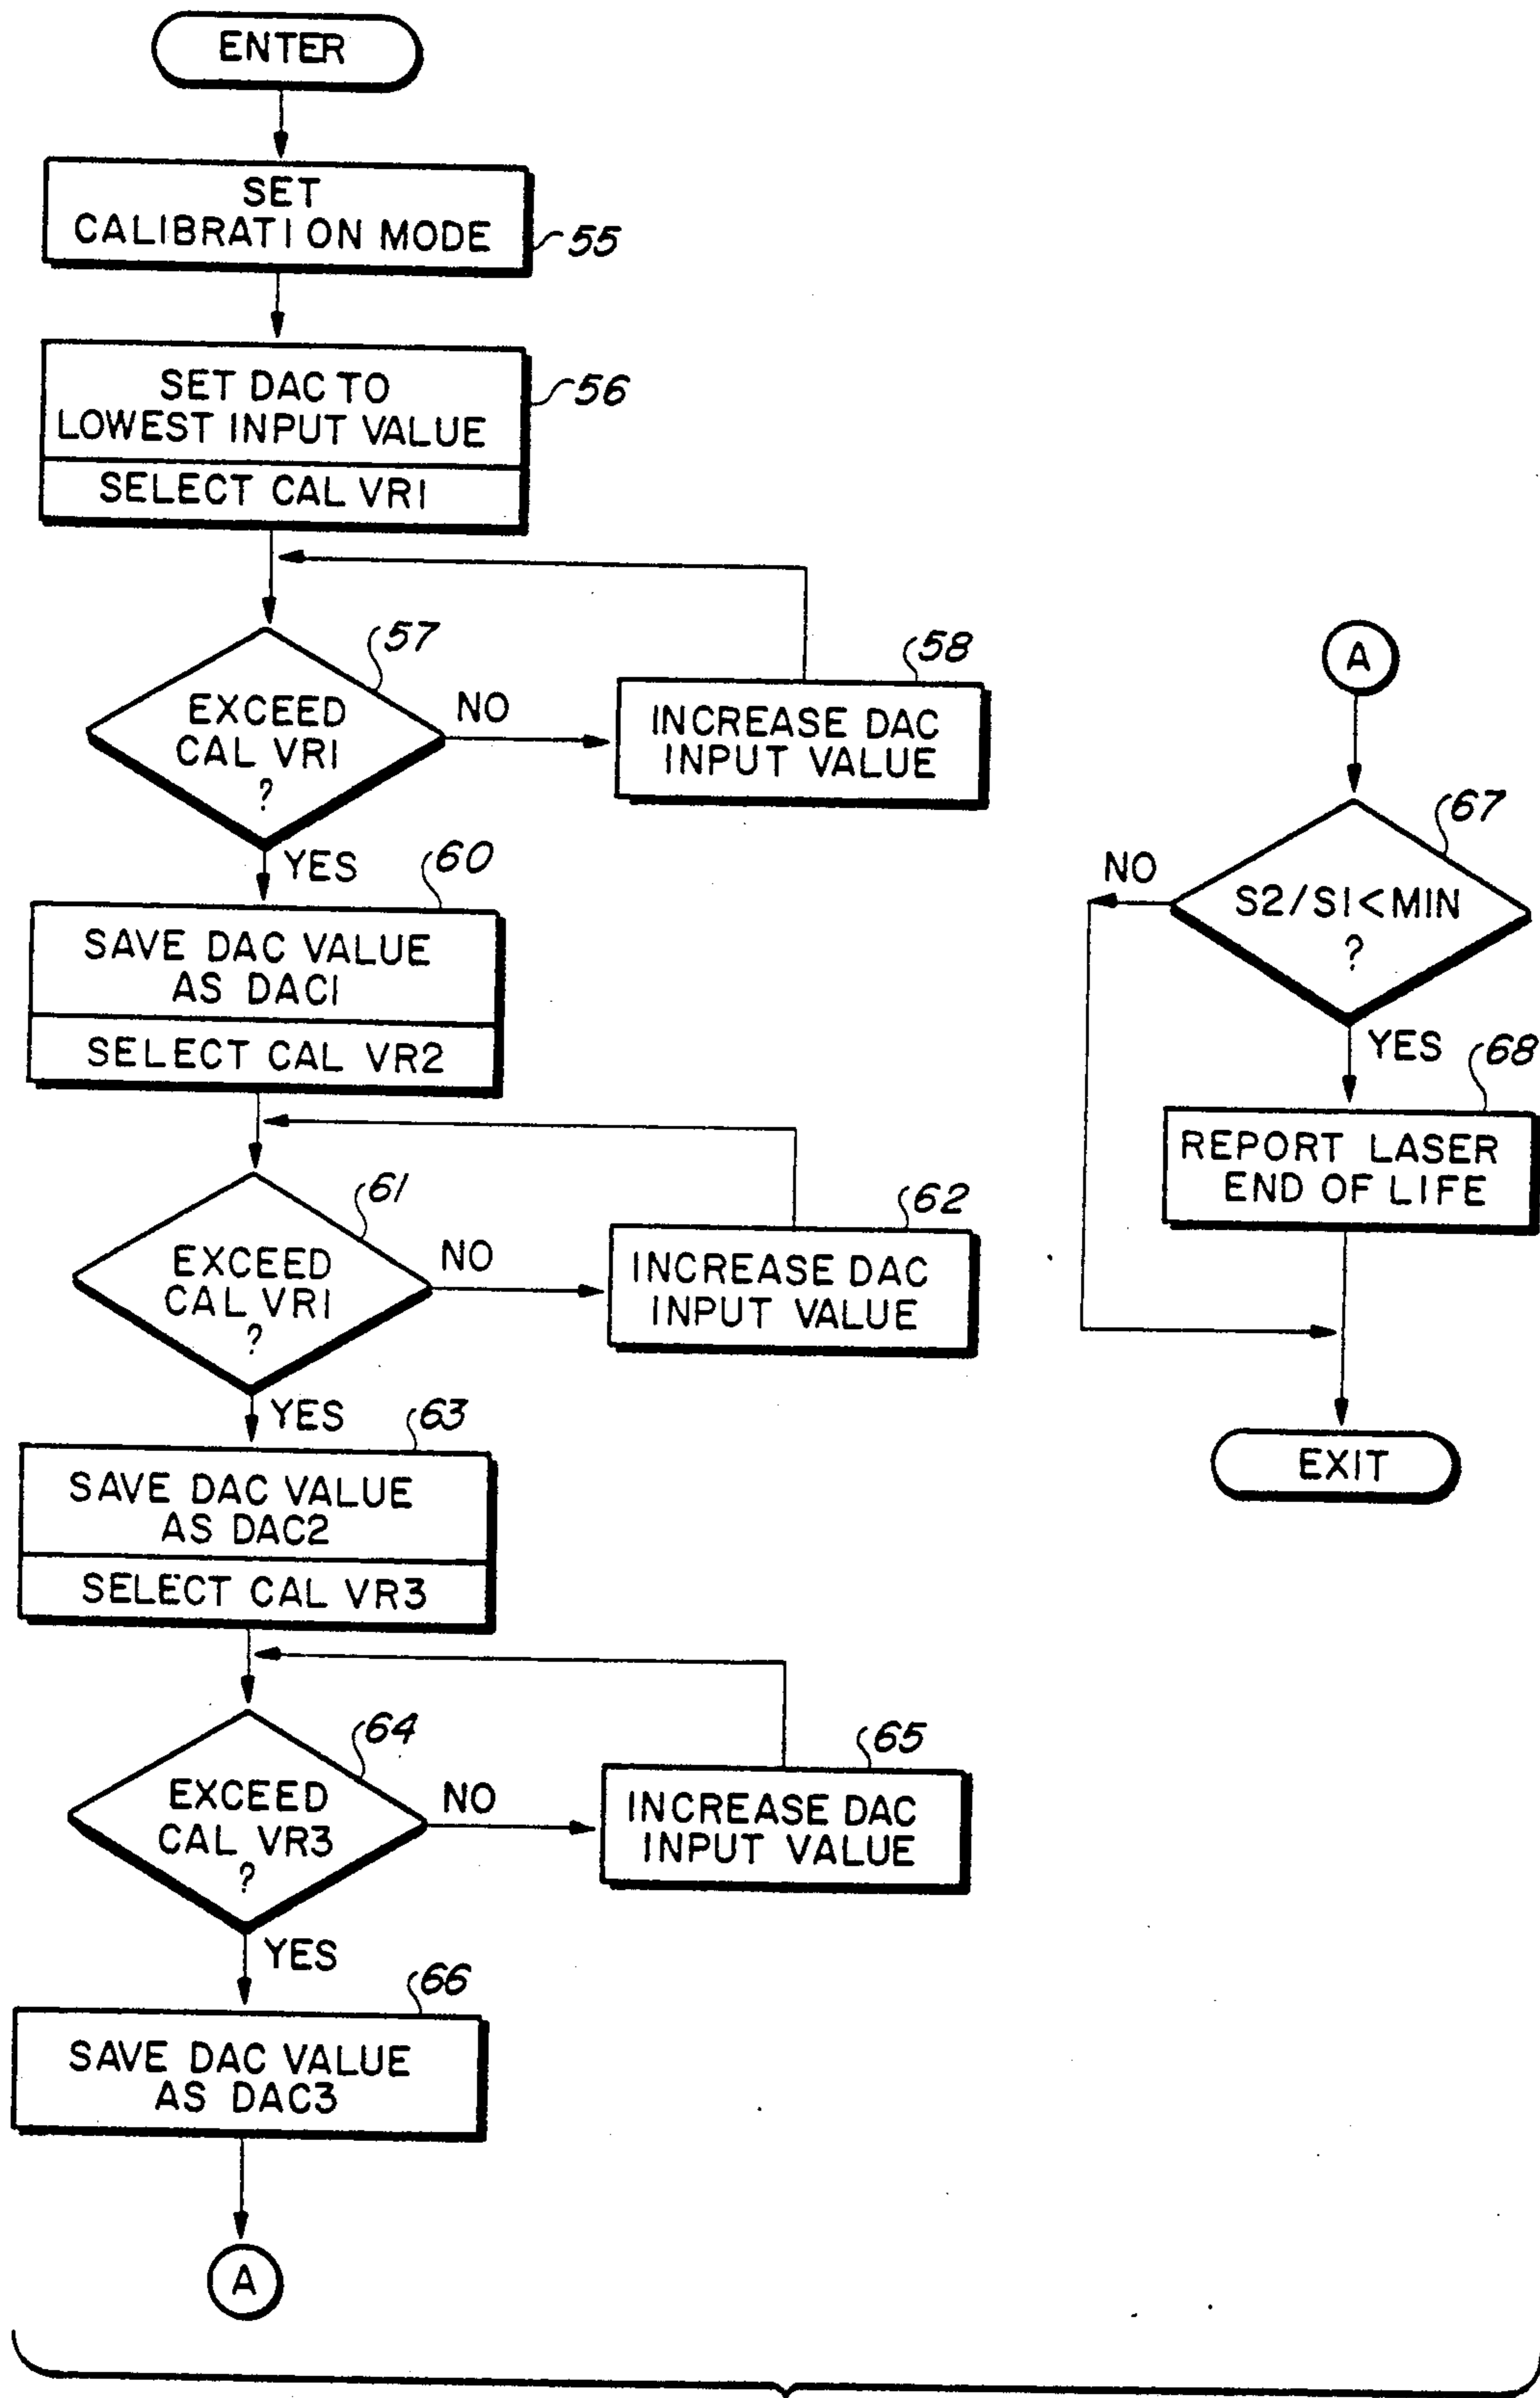 ENTER
SET
CALIBRATION MODE
55
SET DAC TO
LOWEST INPUT VALUE
56
SELECT CAL VR1
57
EXCEED
CAL VR1
?
NO
58
INCREASE DAC
INPUT VALUE
YES
60
SAVE DAC VALUE
AS DAC1
SELECT CAL VR2
61
EXCEED
CAL VR1
?
NO
62
INCREASE DAC
INPUT VALUE
YES
63
SAVE DAC VALUE
AS DAC2
SELECT CAL VR3
64
EXCEED
CAL VR3
?
NO
65
INCREASE DAC
INPUT VALUE
YES
66
SAVE DAC VALUE
AS DAC3
A
A
67
S2/S1<MIN
?
NO
YES
68
REPORT LASER
END OF LIFE
EXIT